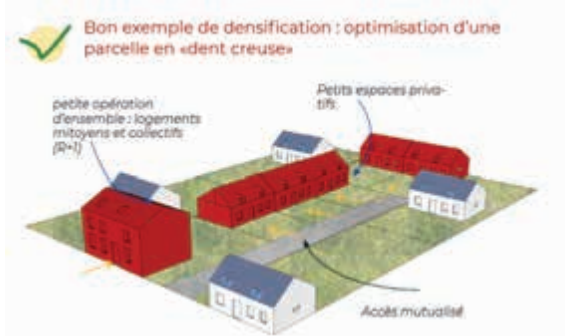 Bon exemple de densification : optimisation d'une
parcelle en «dent creuse»
petite opération
d'ensemble : logements
mitoyens et collectifs
(R+1)
Petits espaces priva-
tifs
Accès mutualisé